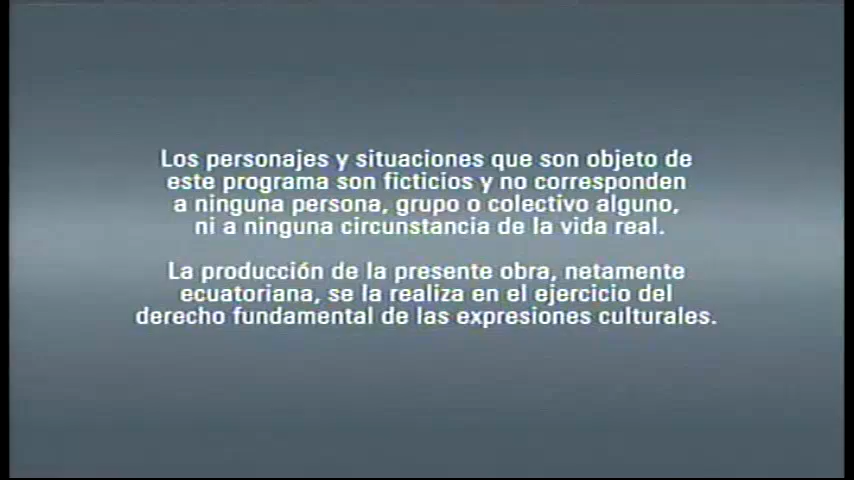 Los personajes y situaciones que son objeto de
este programa son ficticios y no corresponden
a ninguna persona, grupo o colectivo alguno,
ni a ninguna circunstancia de la vida real.
La producción de la presente obra, netamente
ecuatoriana, se la realiza en el ejercicio del
derecho fundamental de las expresiones culturales.